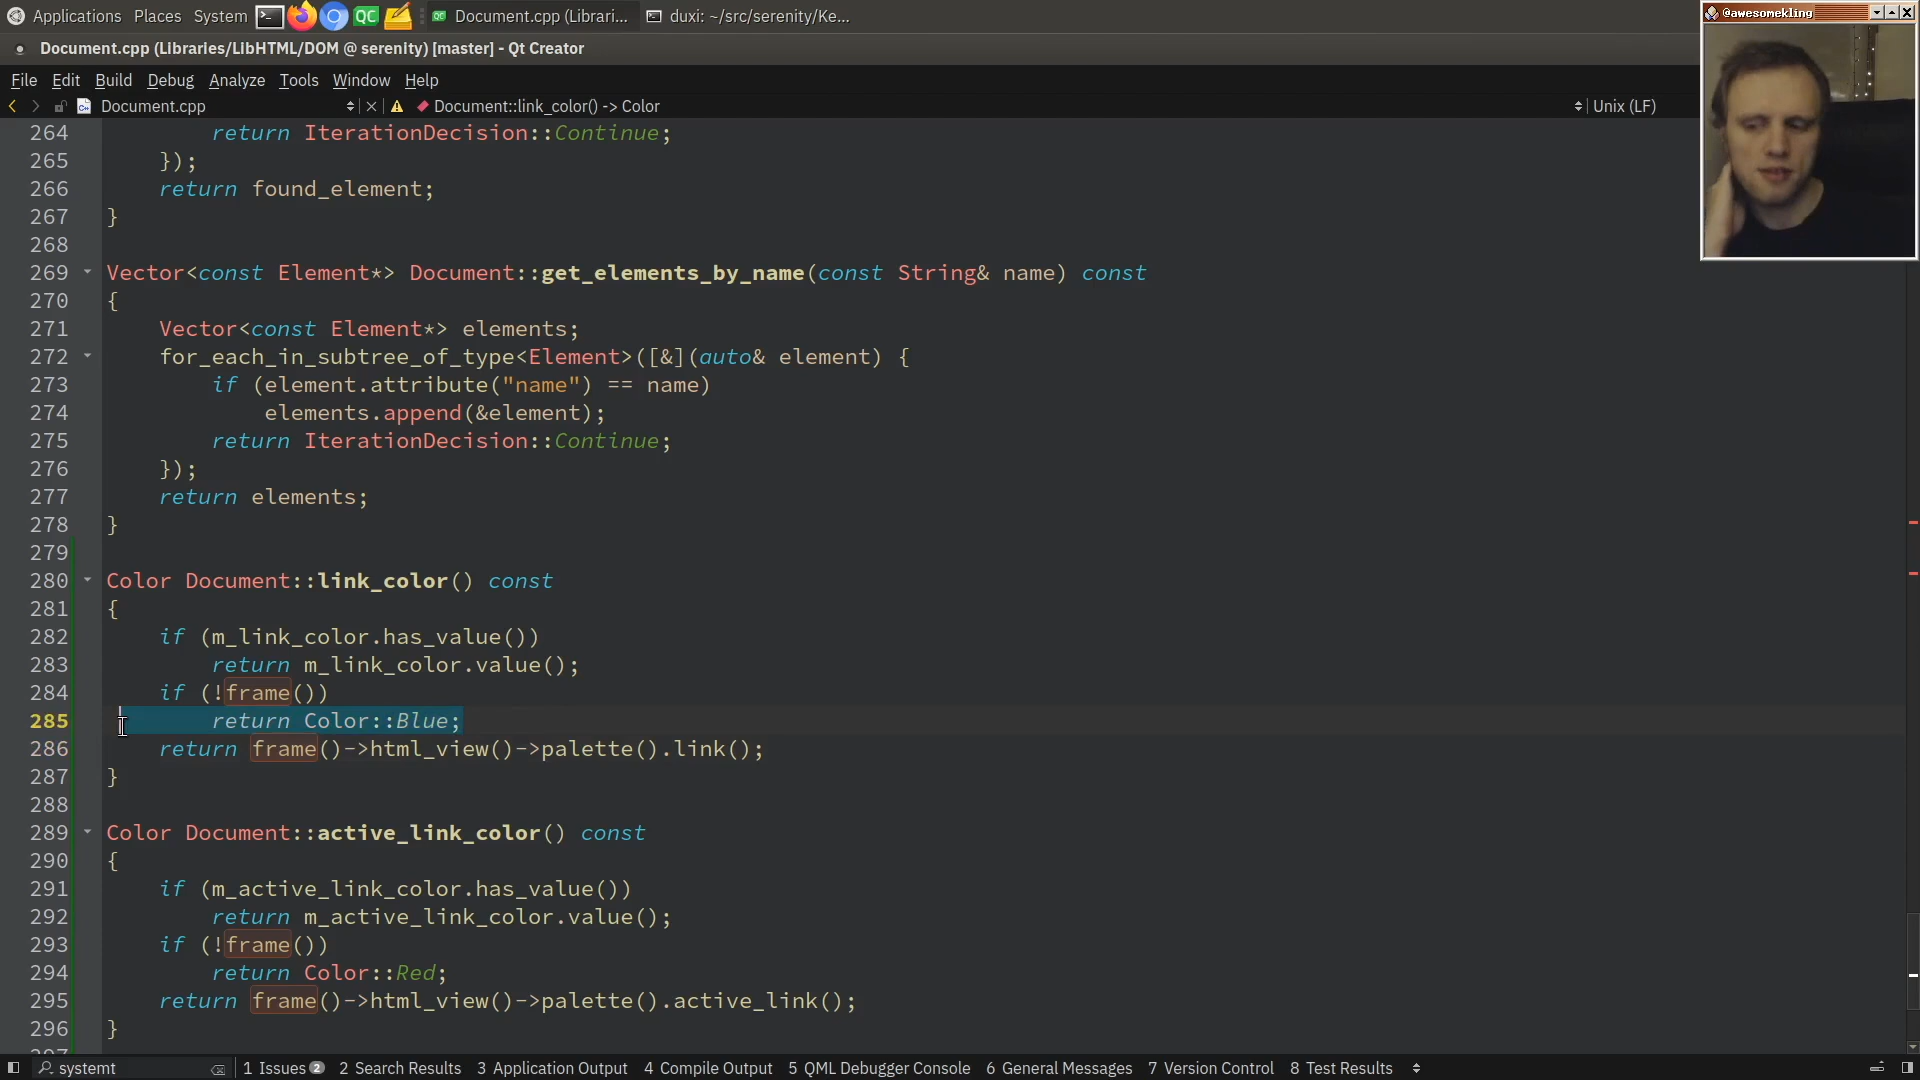 Applications Places System Document.cpp (Librari... duxi: ~/src/serenity/Ke...
@awesomekling
Document.cpp (Libraries/LibHTML/DOM @ serenity) [master] - Qt Creator
File Edit Build Debug Analyze Tools Window Help
Document.cpp Document::link_color() -> Color Unix (LF)
264 return IterationDecision::Continue;
265 });
266 return found_element;
267 }
268
269 Vector<const Element*> Document::get_elements_by_name(const String& name) const
270 {
271 Vector<const Element*> elements;
272 for_each_in_subtree_of_type<Element>([&](auto& element) {
273 if (element.attribute("name") == name)
274 elements.append(&element);
275 return IterationDecision::Continue;
276 });
277 return elements;
278 }
279
280 Color Document::link_color() const
281 {
282 if (m_link_color.has_value())
283 return m_link_color.value();
284 if (!frame())
285 return Color::Blue;
286 return frame()->html_view()->palette().link();
287 }
288
289 Color Document::active_link_color() const
290 {
291 if (m_active_link_color.has_value())
292 return m_active_link_color.value();
293 if (!frame())
294 return Color::Red;
295 return frame()->html_view()->palette().active_link();
296 }
systemt 1 Issues 2 2 Search Results 3 Application Output 4 Compile Output 5 QML Debugger Console 6 General Messages 7 Version Control 8 Test Results